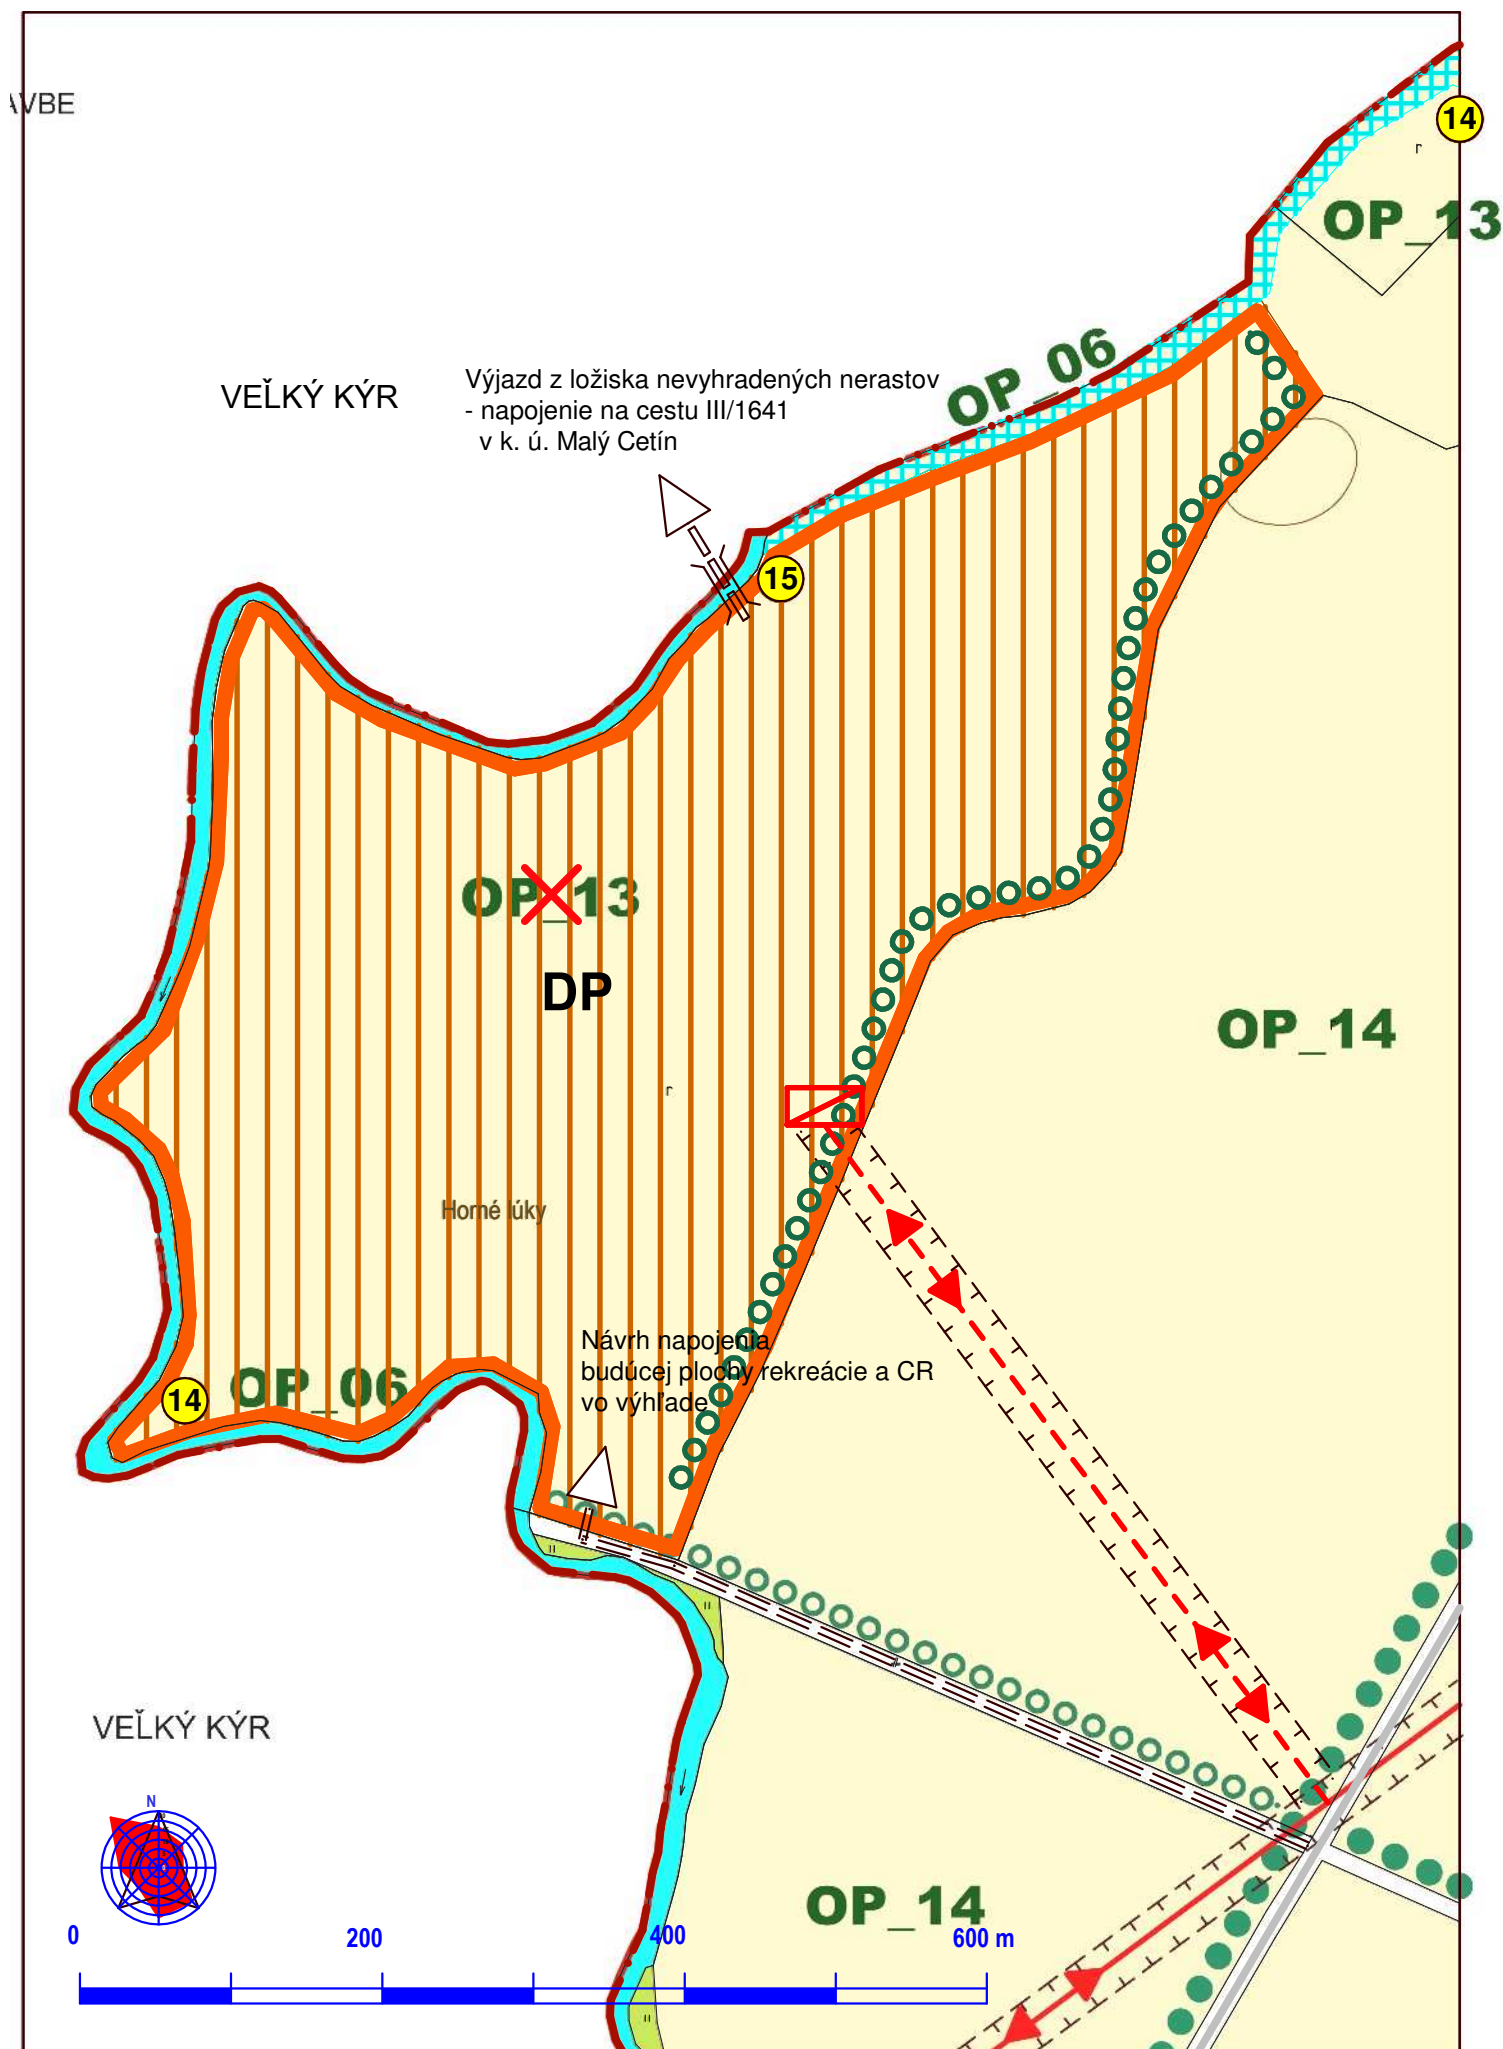 AVBE
14
OP_13
VEĽKÝ KÝR
Výjazd z ložiska nevyhradených nerastov
- napojenie na cestu III/1641
v k. ú. Malý Cetín
OP_06
15
OP_13
DP
OP_14
Horné lúky
Návrh napojenia
budúcej plochy rekreácie a CR
vo výhľade
14
OP_06
VEĽKÝ KÝR
N
OP_14
0 200 400 600 m